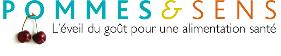 POMMES & SENS
L'éveil du goût pour une alimentation santé